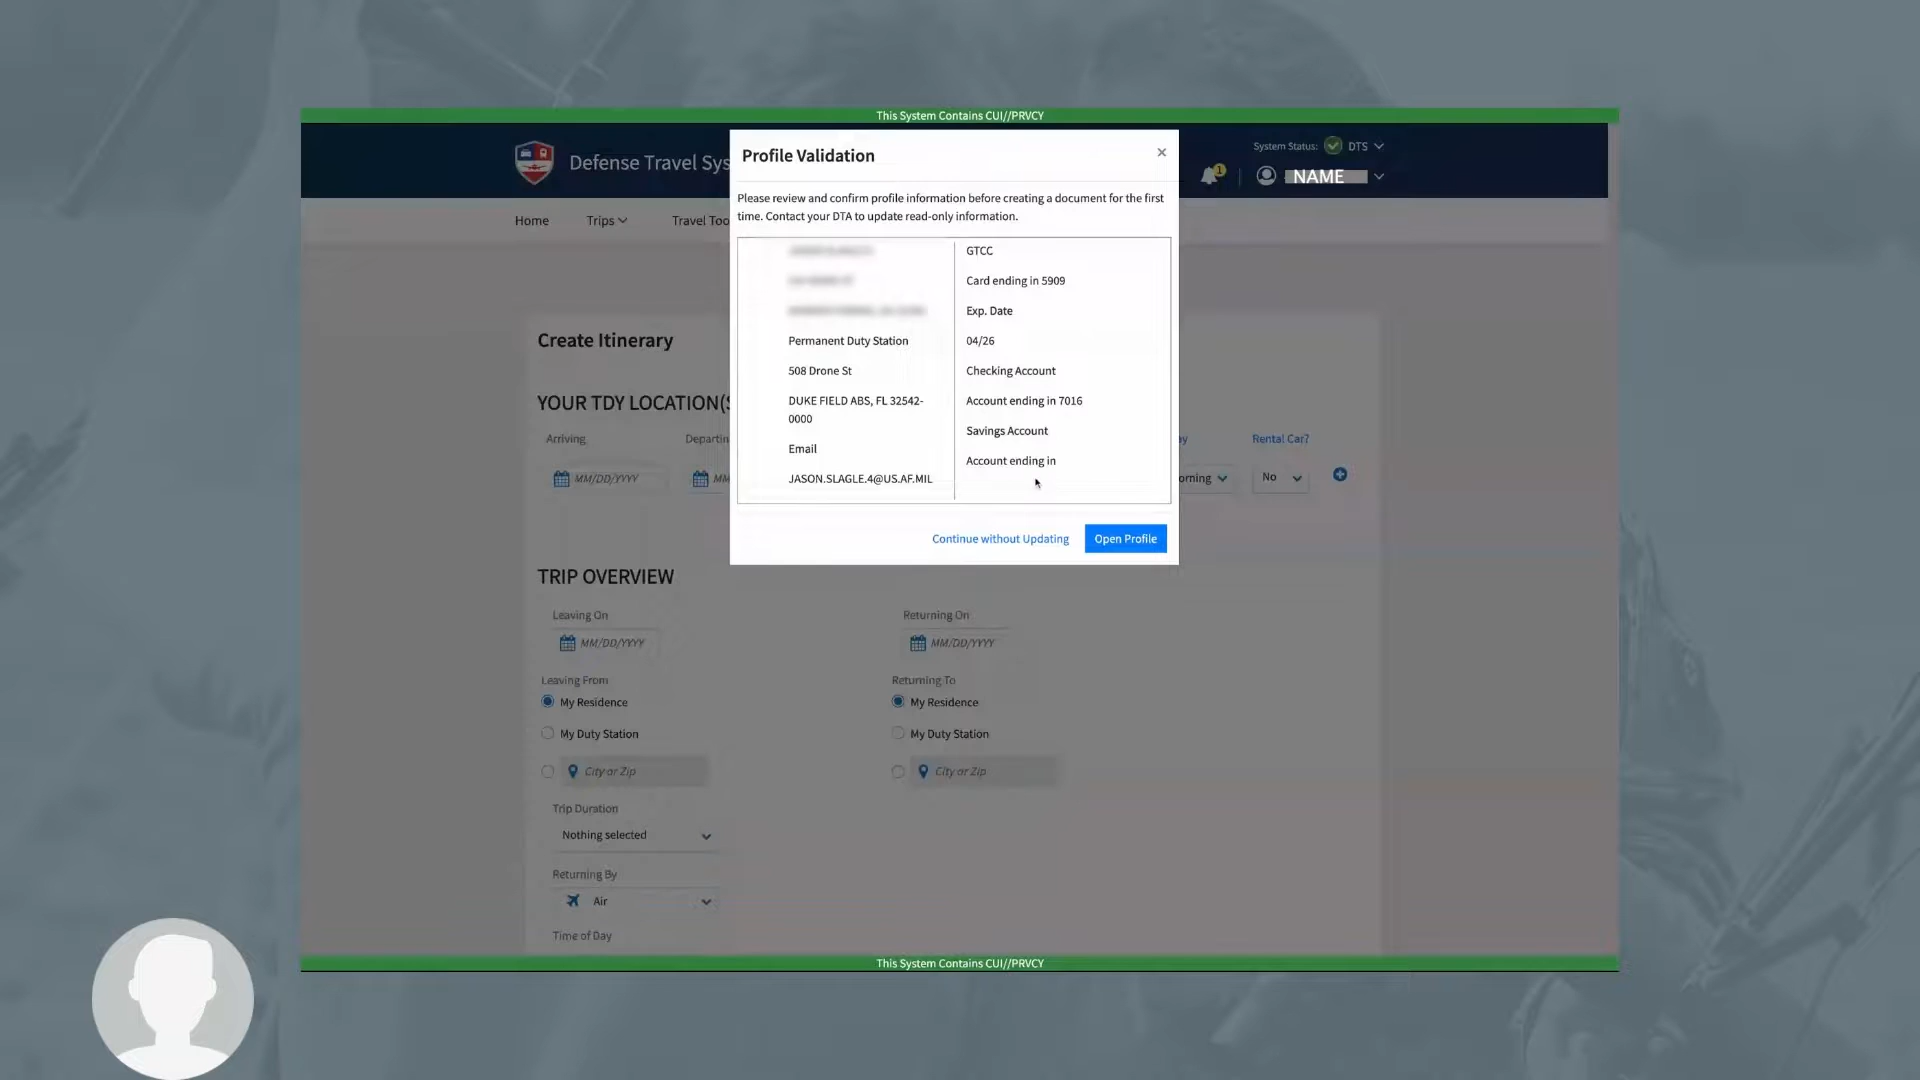 This System Contains CUI//PRVCY
Defense Travel Sys
System Status: DTS
1
NAME
Home
Trips
Travel Too
Profile Validation
×
Please review and confirm profile information before creating a document for the first
time. Contact your DTA to update read-only information.
Permanent Duty Station
508 Drone St
DUKE FIELD ABS, FL 32542-
0000
Email
JASON.SLAGLE.4@US.AF.MIL
GTCC
Card ending in 5909
Exp. Date
04/26
Checking Account
Account ending in 7016
Savings Account
Account ending in
Continue without Updating
Open Profile
Create Itinerary
YOUR TDY LOCATION(S
Arriving
Departin
ay
Rental Car?
MM/DD/YYYY
MM
orning
No
TRIP OVERVIEW
Leaving On
MM/DD/YYYY
Leaving From
My Residence
My Duty Station
City or Zip
Trip Duration
Nothing selected
Returning By
Air
Time of Day
Returning On
MM/DD/YYYY
Returning To
My Residence
My Duty Station
City or Zip
This System Contains CUI//PRVCY